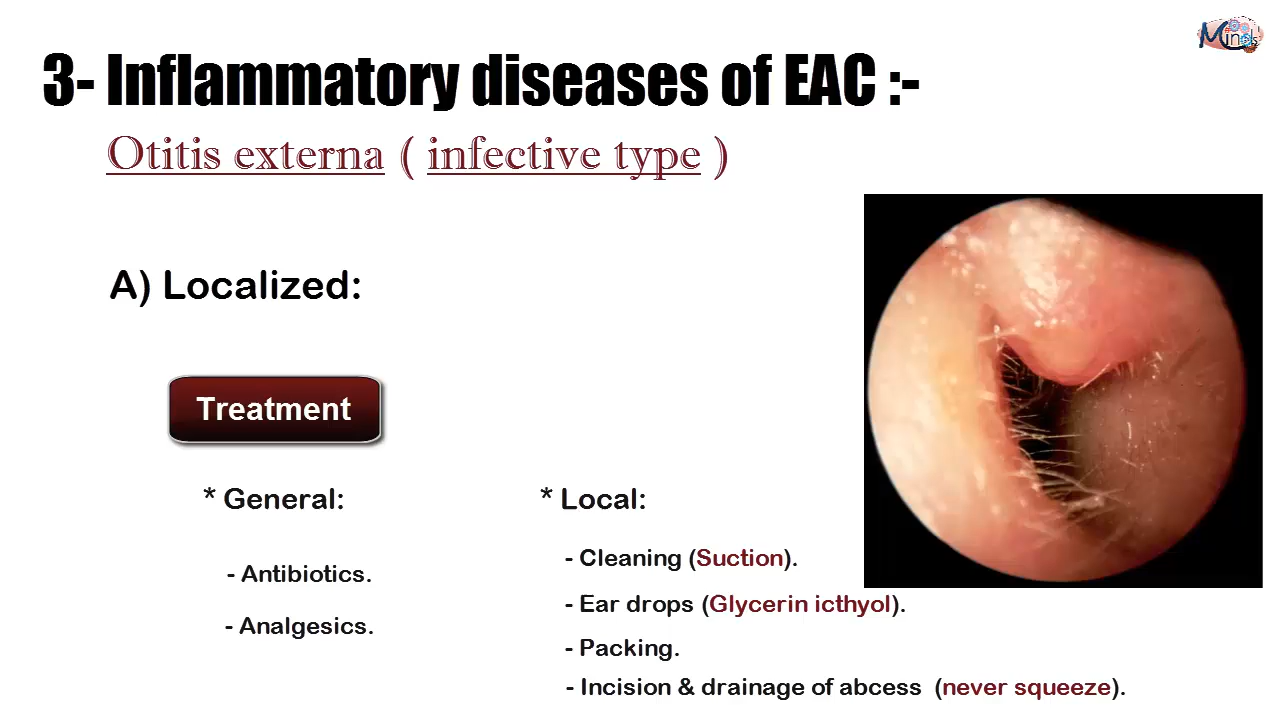 Minds
3- Inflammatory diseases of EAC :-
Otitis externa ( infective type )
A) Localized:
Treatment
* General:
- Antibiotics.
- Analgesics.
* Local:
- Cleaning (Suction).
- Ear drops (Glycerin icthyol).
- Packing.
- Incision & drainage of abcess (never squeeze).